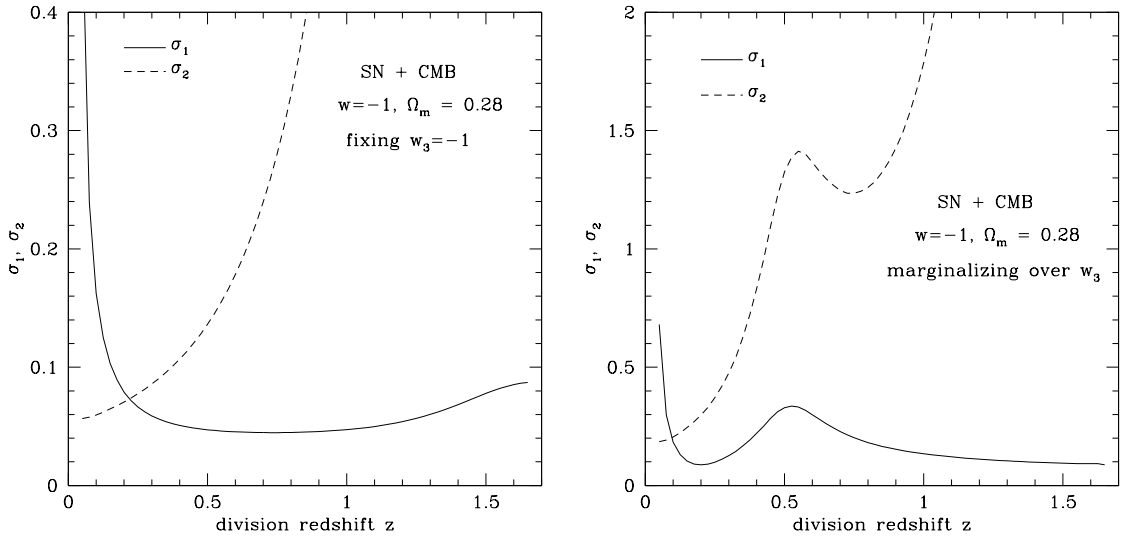 0.4
0.3
0.2
0.1
0
σ1, σ2
σ1
σ2
SN + CMB
w=−1, Ωm = 0.28
fixing w3=−1
0 0.5 1 1.5
division redshift z
2
1.5
1
0.5
0
σ1, σ2
σ1
σ2
SN + CMB
w=−1, Ωm = 0.28
marginalizing over w3
0 0.5 1 1.5
division redshift z